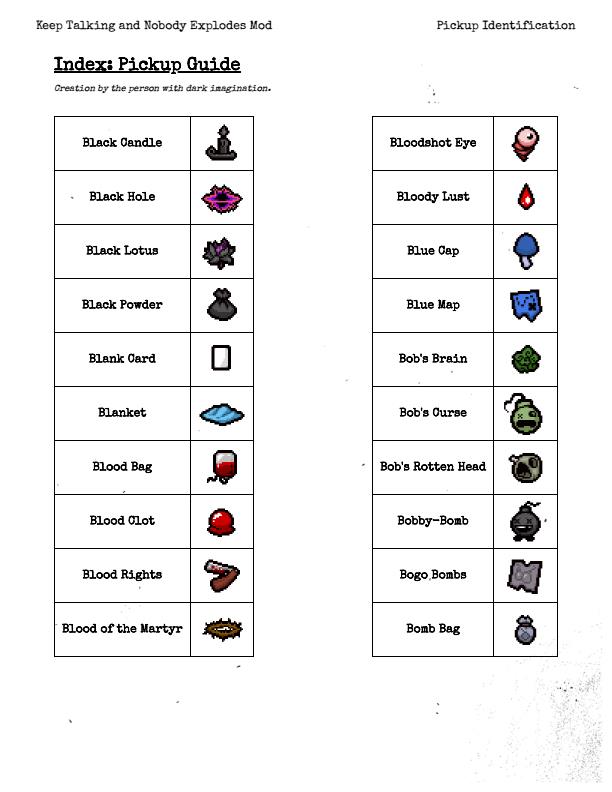 Keep Talking and Nobody Explodes Mod
Pickup Identification
Index: Pickup Guide
Creation by the person with dark imagination.
Black Candle
Black Hole
Black Lotus
Black Powder
Blank Card
Blanket
Blood Bag
Blood Clot
Blood Rights
Blood of the Martyr
Bloodshot Eye
Bloody Lust
Blue Cap
Blue Map
Bob's Brain
Bob's Curse
Bob's Rotten Head
Bobby-Bomb
Bogo Bombs
Bomb Bag